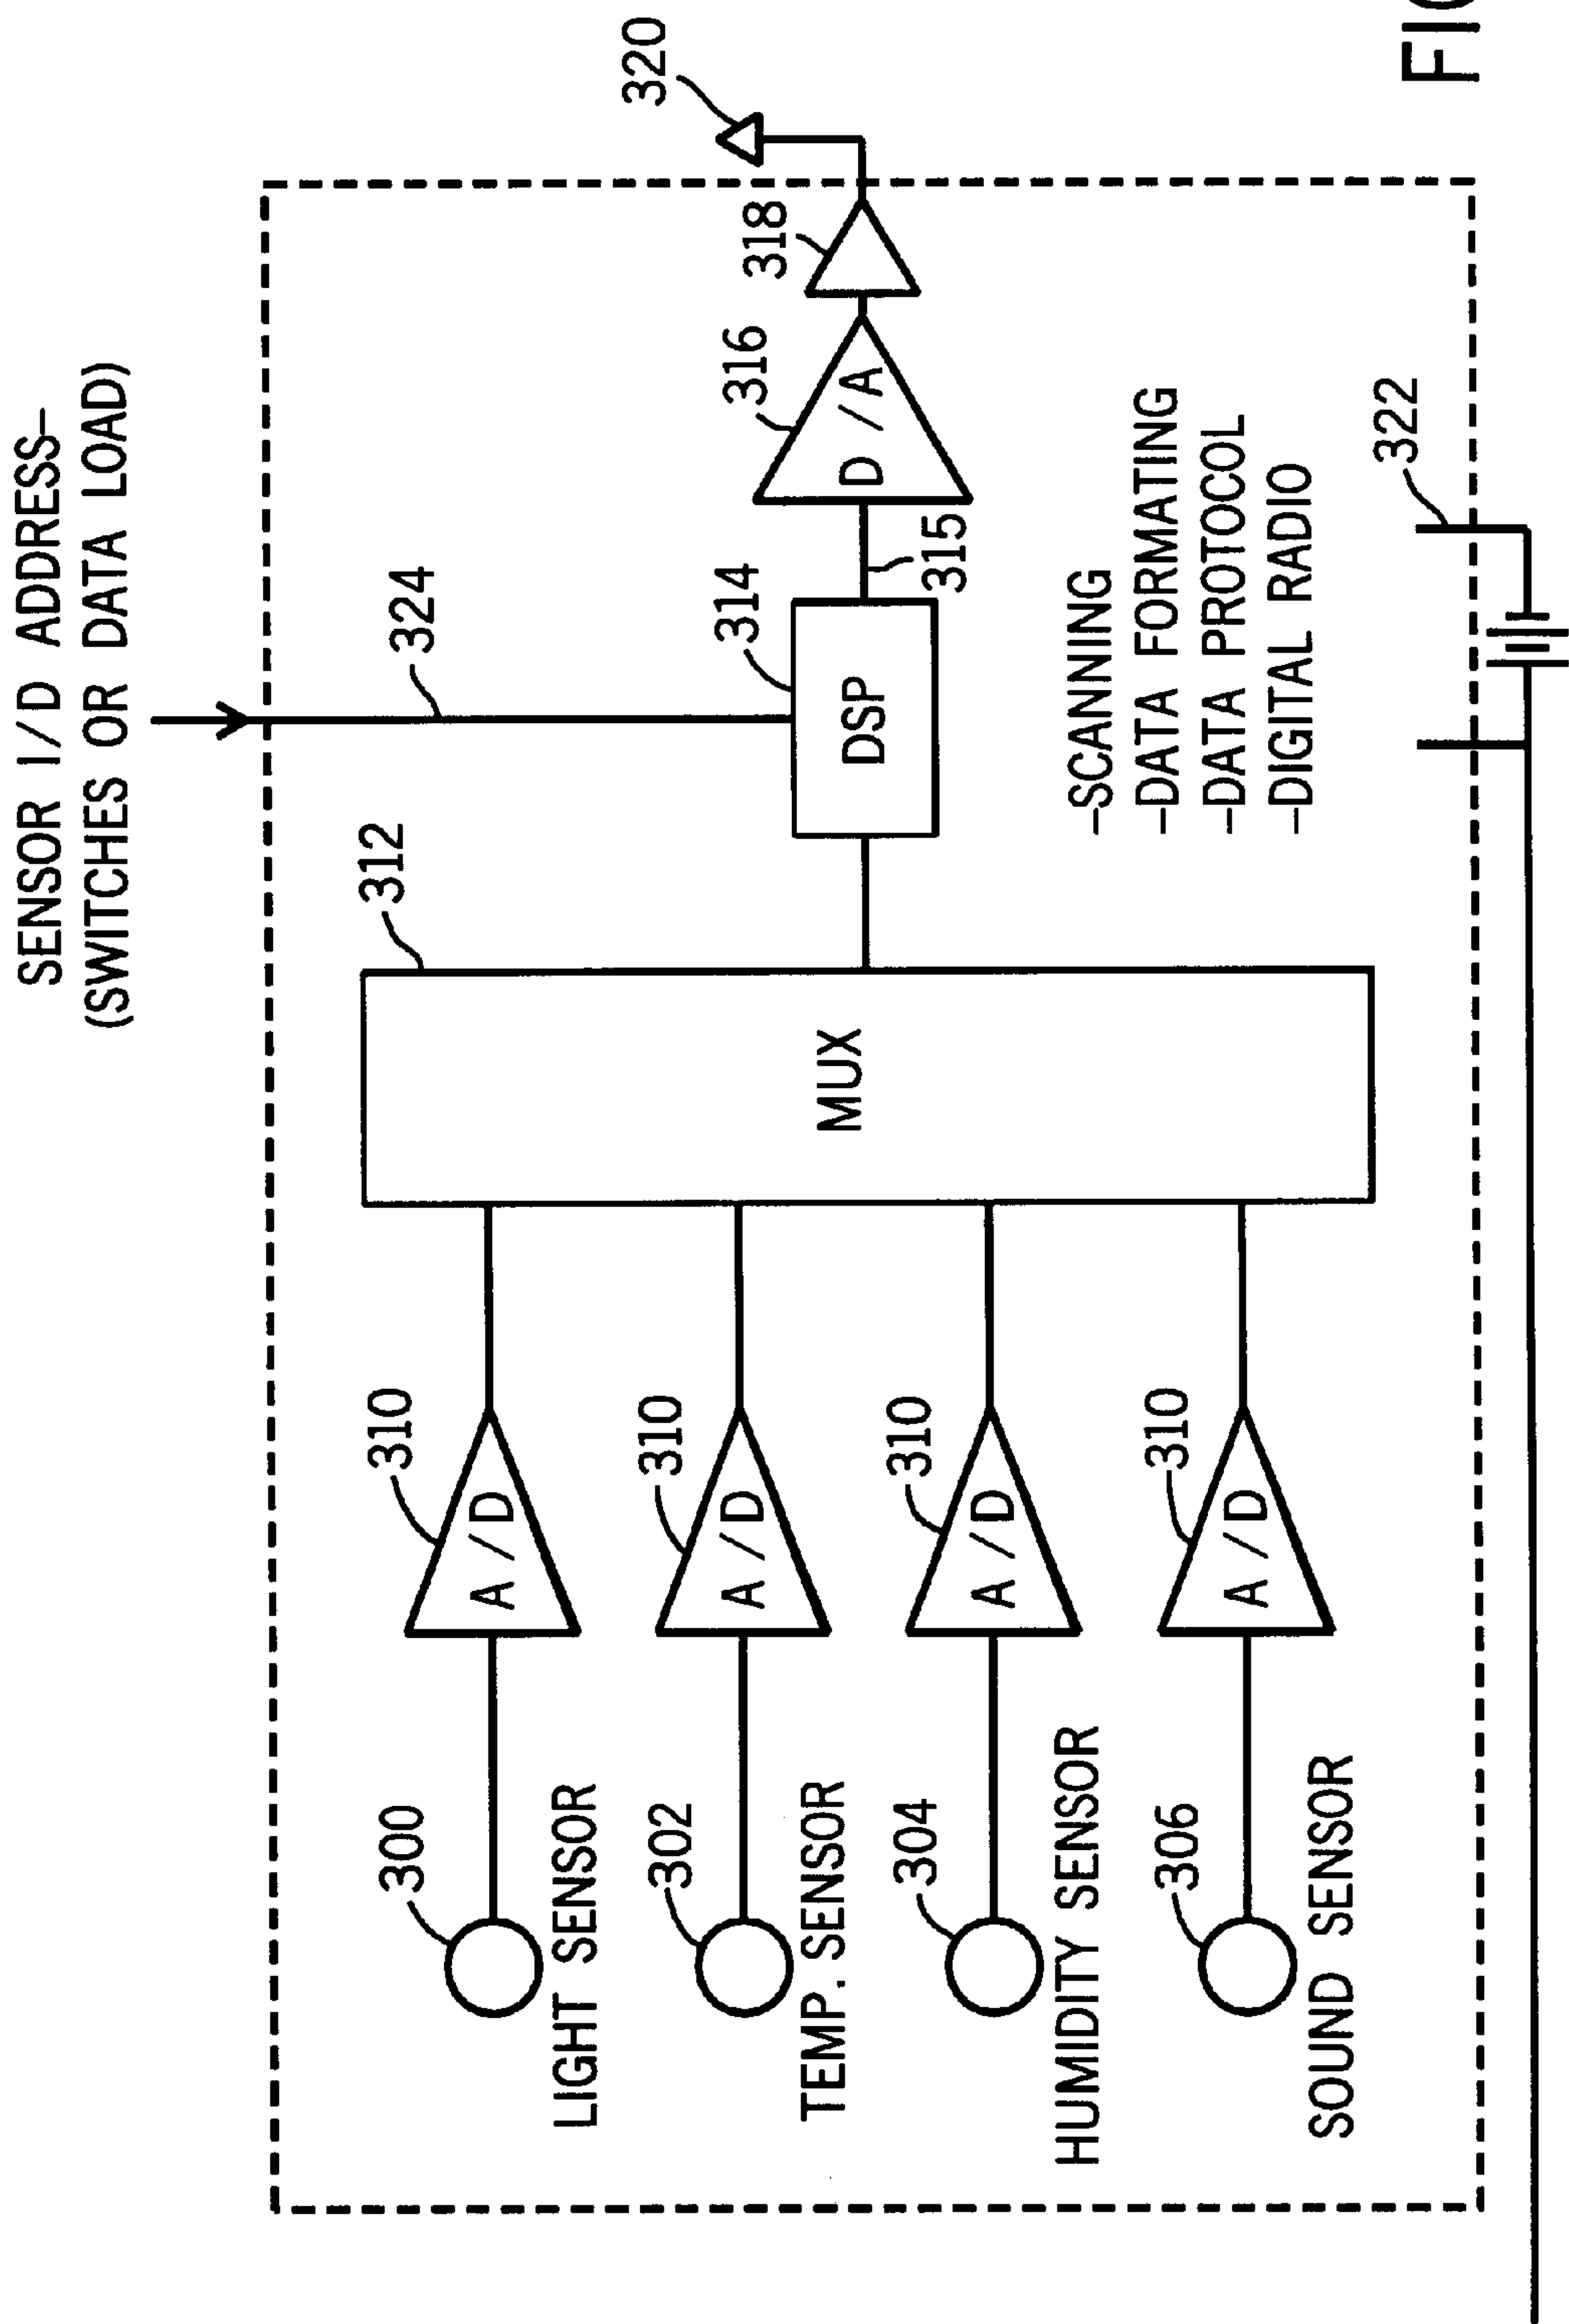 SENSOR I/D ADDRESS-
(SWITCHES OR DATA LOAD)
324
320
312
314
316
318
310
300
A/D
LIGHT SENSOR
310
302
A/D
TEMP. SENSOR
MUX
DSP
315
D/A
310
304
A/D
HUMIDITY SENSOR
310
306
A/D
SOUND SENSOR
-SCANNING
-DATA FORMATING
-DATA PROTOCOL
-DIGITAL RADIO
322